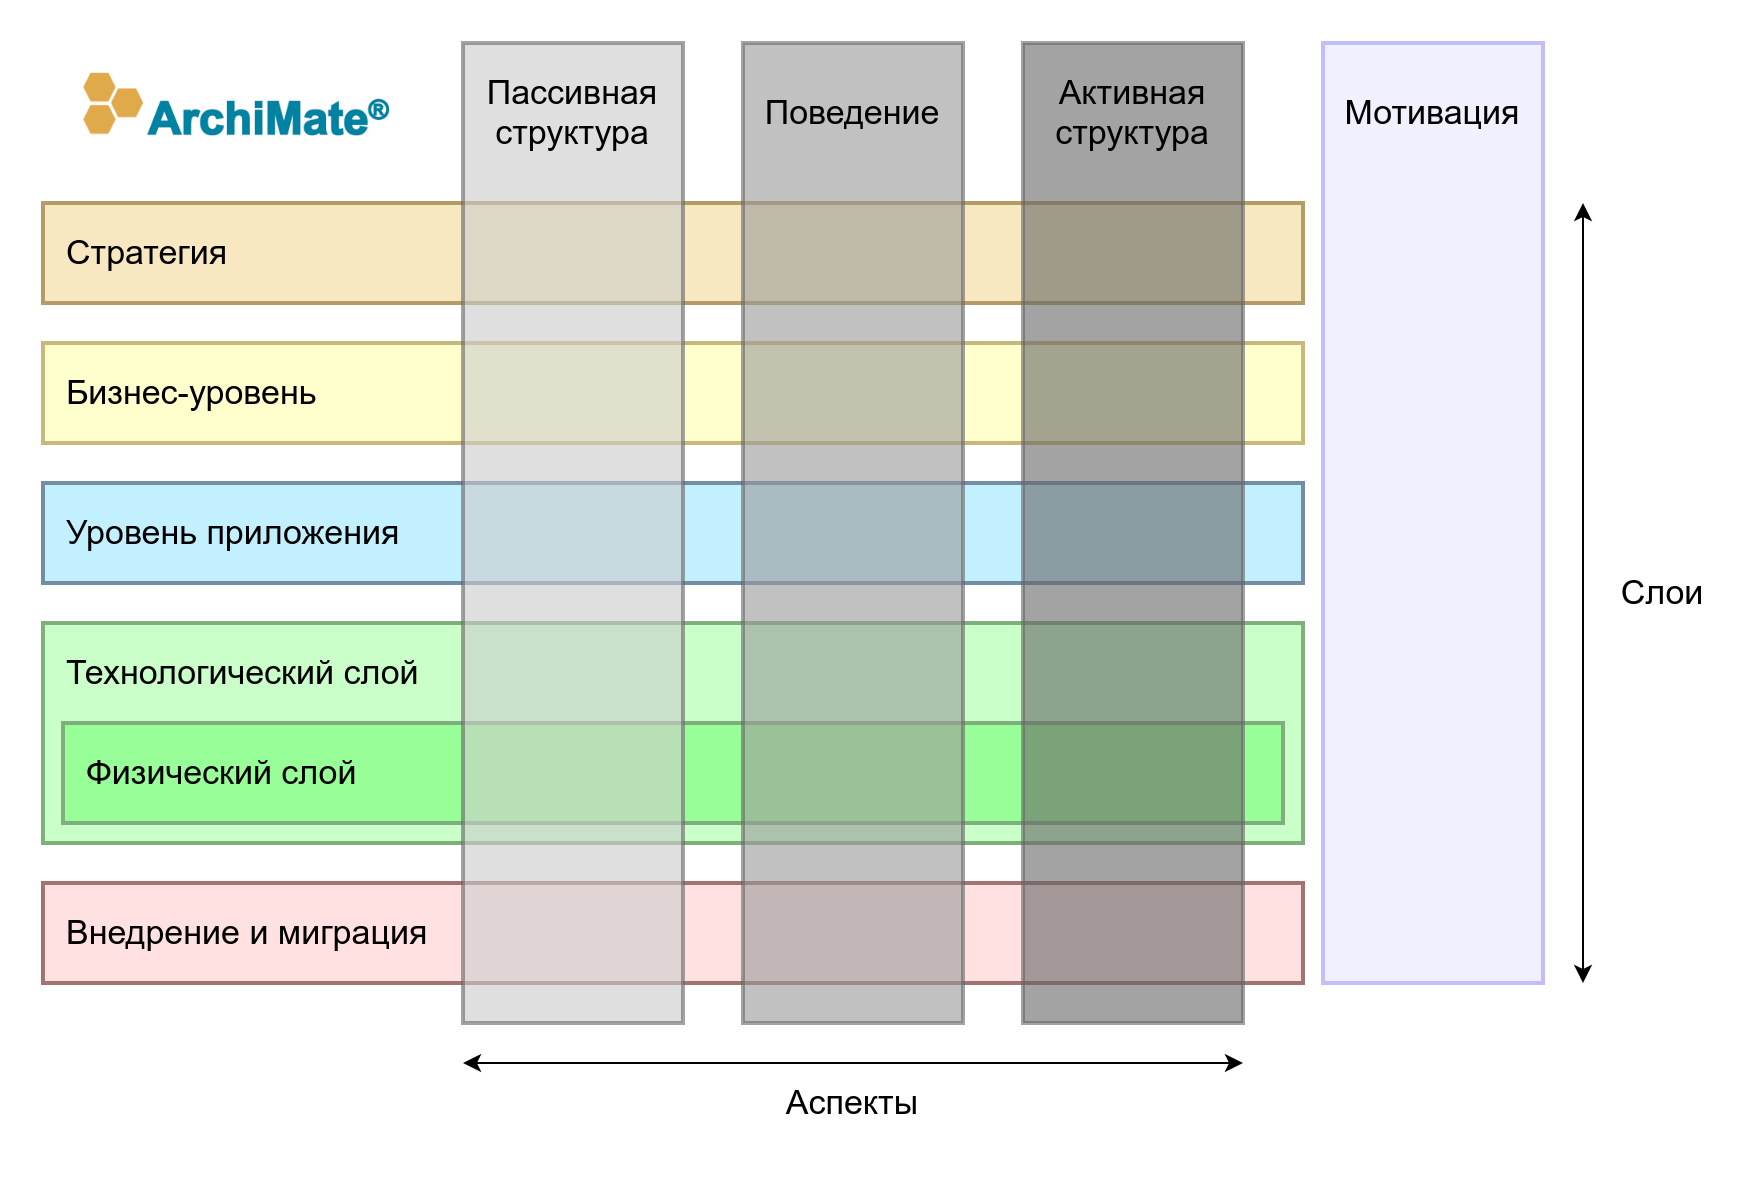 ArchiMate®
Пассивная
структура
Поведение
Активная
структура
Мотивация
Стратегия
Бизнес-уровень
Уровень приложения
Технологический слой
Физический слой
Внедрение и миграция
Слои
Аспекты